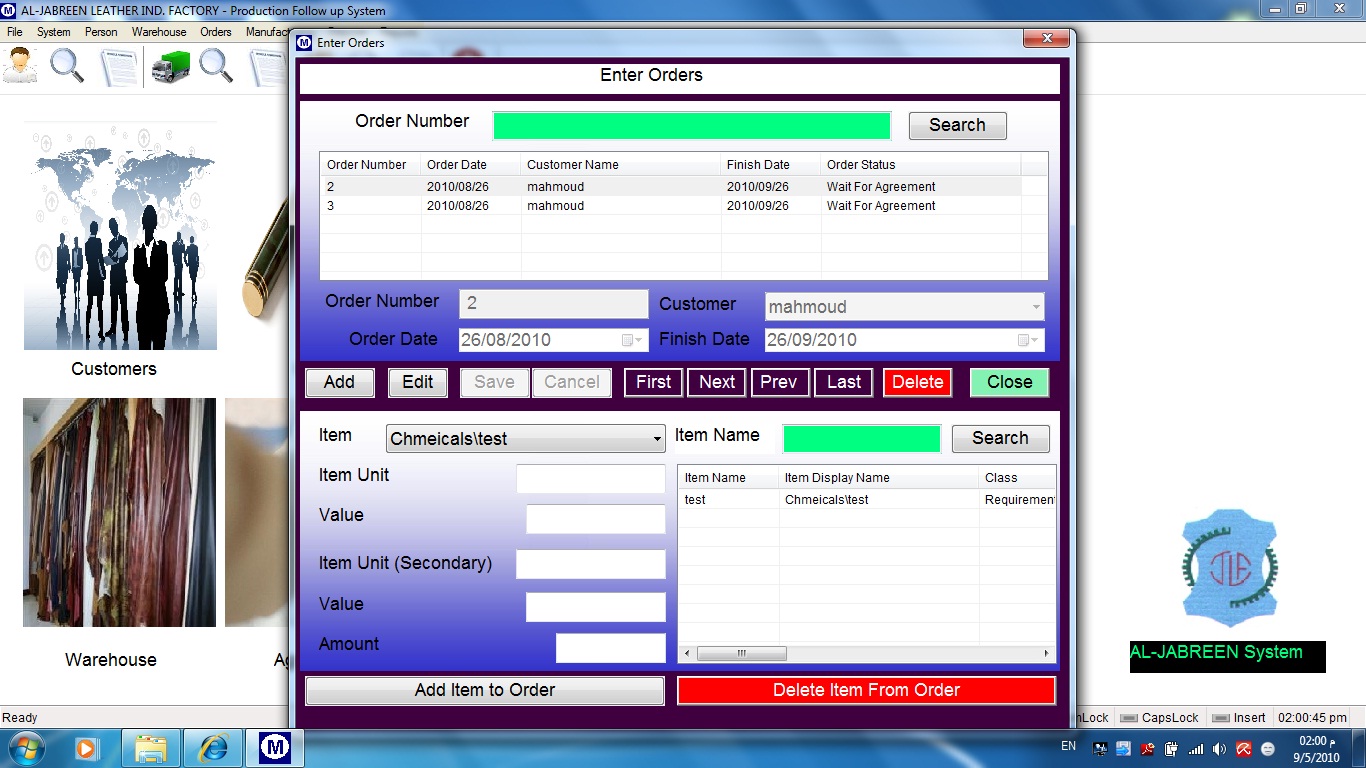 AL-JABREEN LEATHER IND. FACTORY - Production Follow up System
File System Person Warehouse Orders Manufact
Enter Orders
Enter Orders
Order Number
Search
Order Number Order Date Customer Name Finish Date Order Status
2 2010/08/26 mahmoud 2010/09/26 Wait For Agreement
3 2010/08/26 mahmoud 2010/09/26 Wait For Agreement
Order Number 2 Customer mahmoud
Order Date 26/08/2010 Finish Date 26/09/2010
Add Edit Save Cancel First Next Prev Last Delete Close
Item Chmeicals\test Item Name Search
Item Unit
Value
Item Unit (Secondary)
Value
Amount
Item Name Item Display Name Class
test Chmeicals\test Requiremen
Add Item to Order Delete Item From Order
Customers
Warehouse
JLF
AL-JABREEN System
Ready
CapsLock Insert 02:00:45 pm
EN
02:00 م
9/5/2010